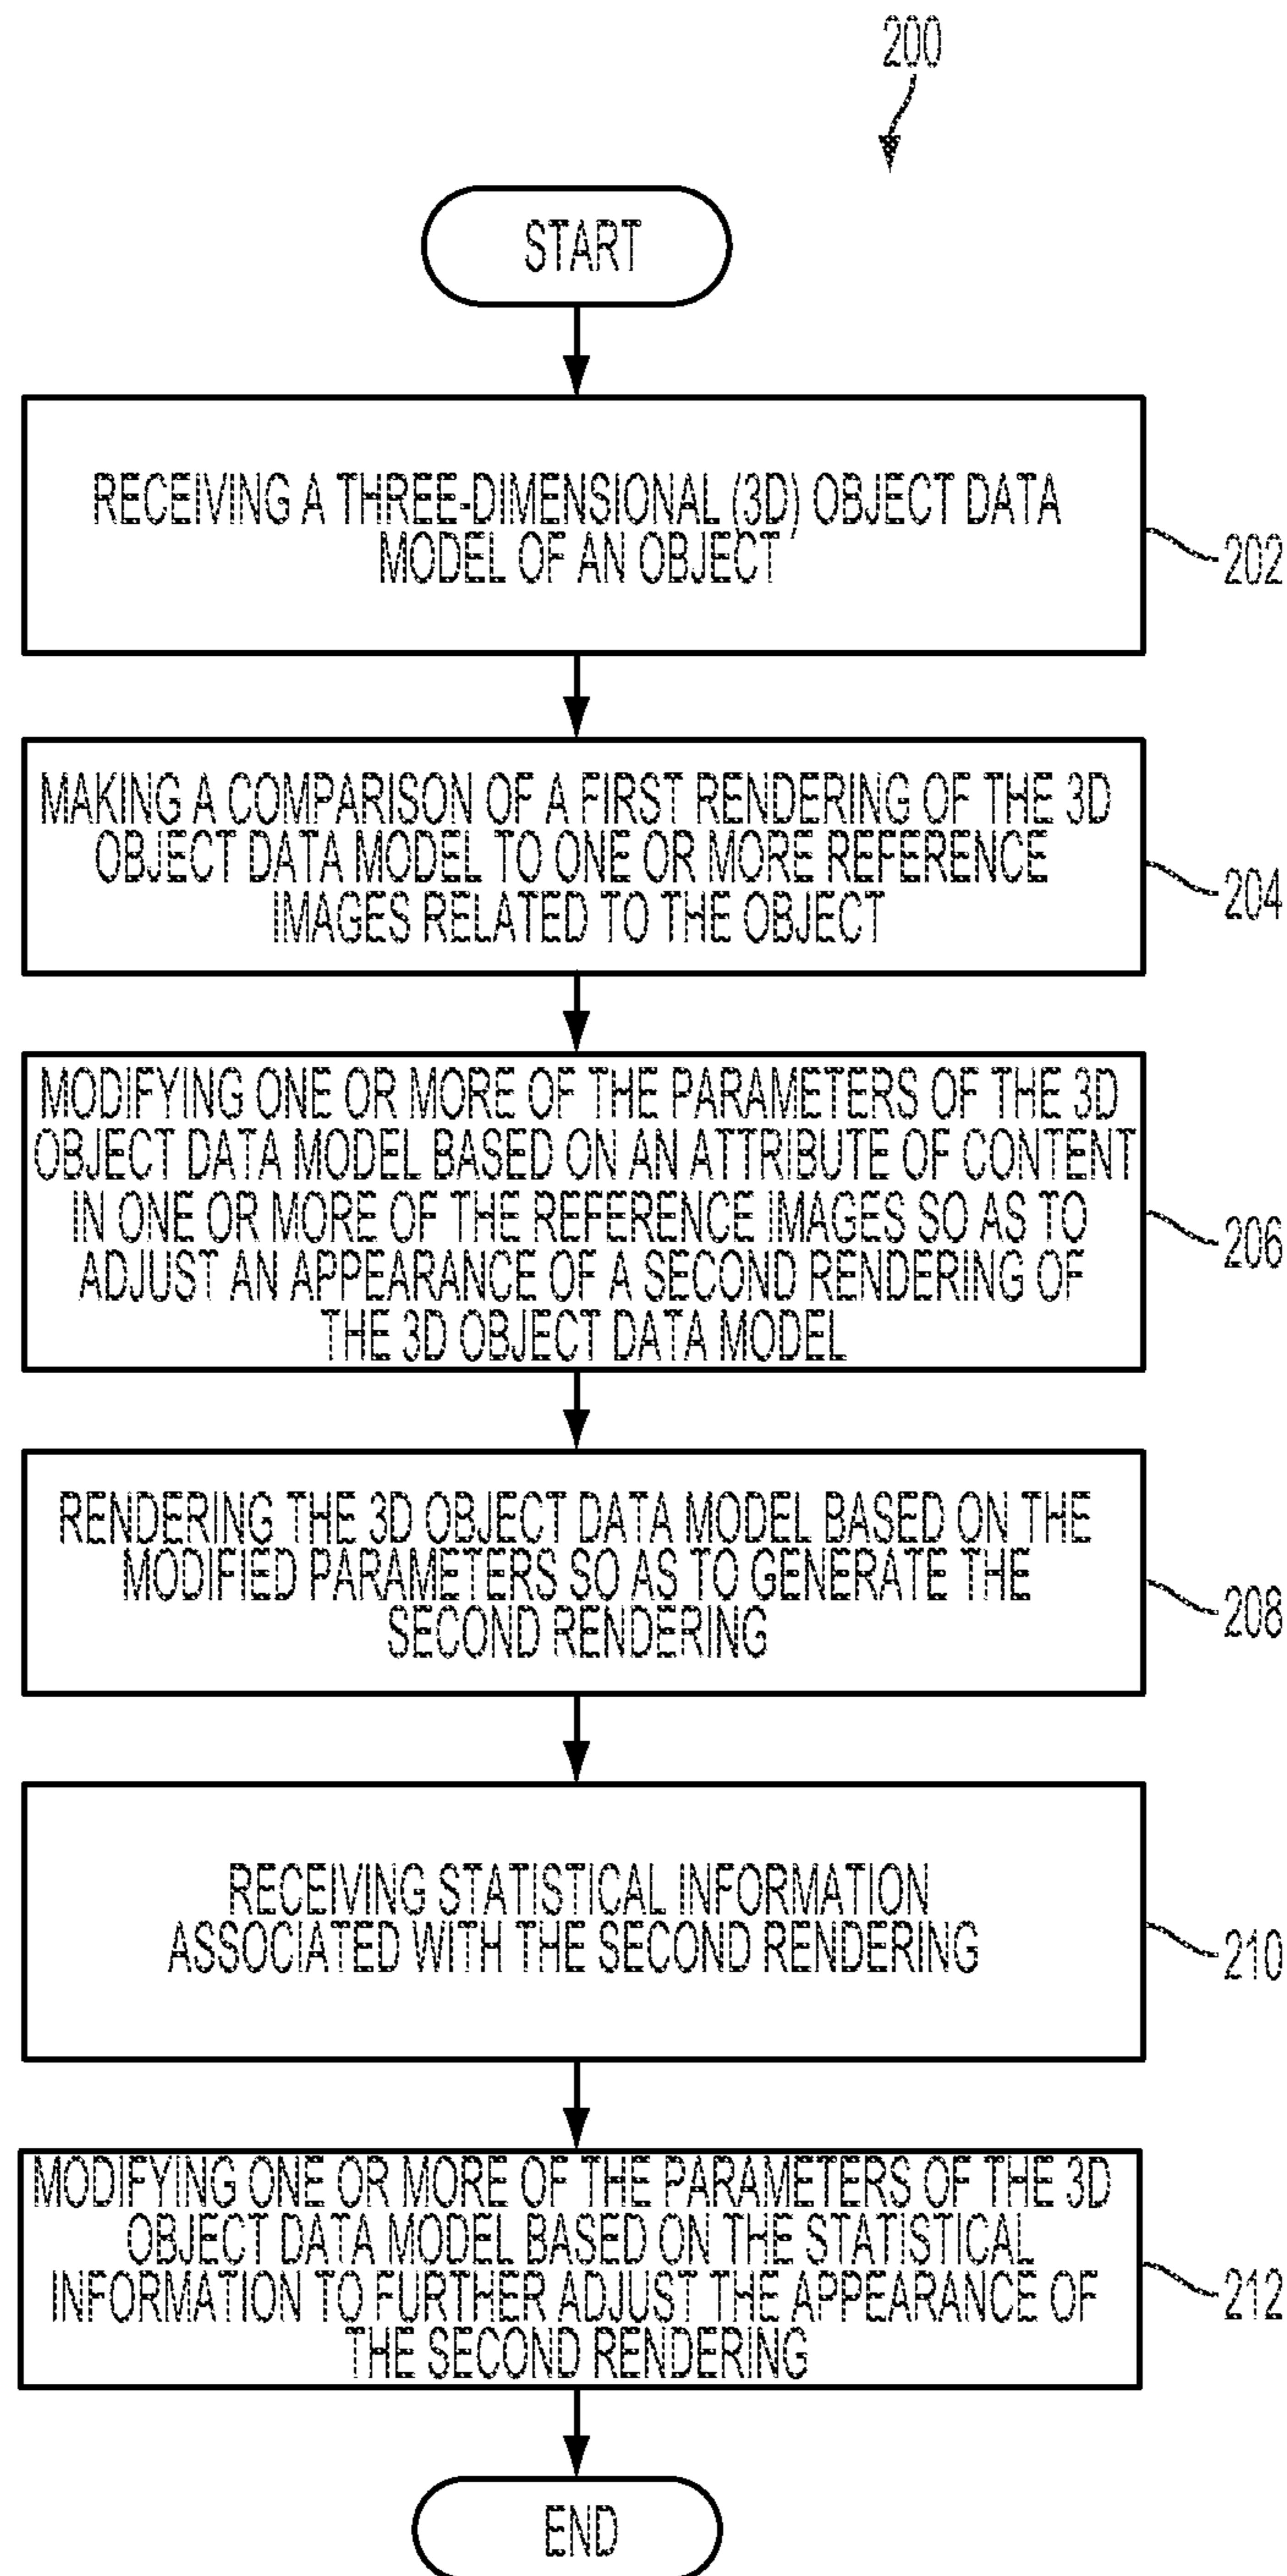 200
START
RECEIVING A THREE-DIMENSIONAL (3D) OBJECT DATA
MODEL OF AN OBJECT
202
MAKING A COMPARISON OF A FIRST RENDERING OF THE 3D
OBJECT DATA MODEL TO ONE OR MORE REFERENCE
IMAGES RELATED TO THE OBJECT
204
MODIFYING ONE OR MORE OF THE PARAMETERS OF THE 3D
OBJECT DATA MODEL BASED ON AN ATTRIBUTE OF CONTENT
IN ONE OR MORE OF THE REFERENCE IMAGES SO AS TO
ADJUST AN APPEARANCE OF A SECOND RENDERING OF
THE 3D OBJECT DATA MODEL
206
RENDERING THE 3D OBJECT DATA MODEL BASED ON THE
MODIFIED PARAMETERS SO AS TO GENERATE THE
SECOND RENDERING
208
RECEIVING STATISTICAL INFORMATION
ASSOCIATED WITH THE SECOND RENDERING
210
MODIFYING ONE OR MORE OF THE PARAMETERS OF THE 3D
OBJECT DATA MODEL BASED ON THE STATISTICAL
INFORMATION TO FURTHER ADJUST THE APPEARANCE OF
THE SECOND RENDERING
212
END